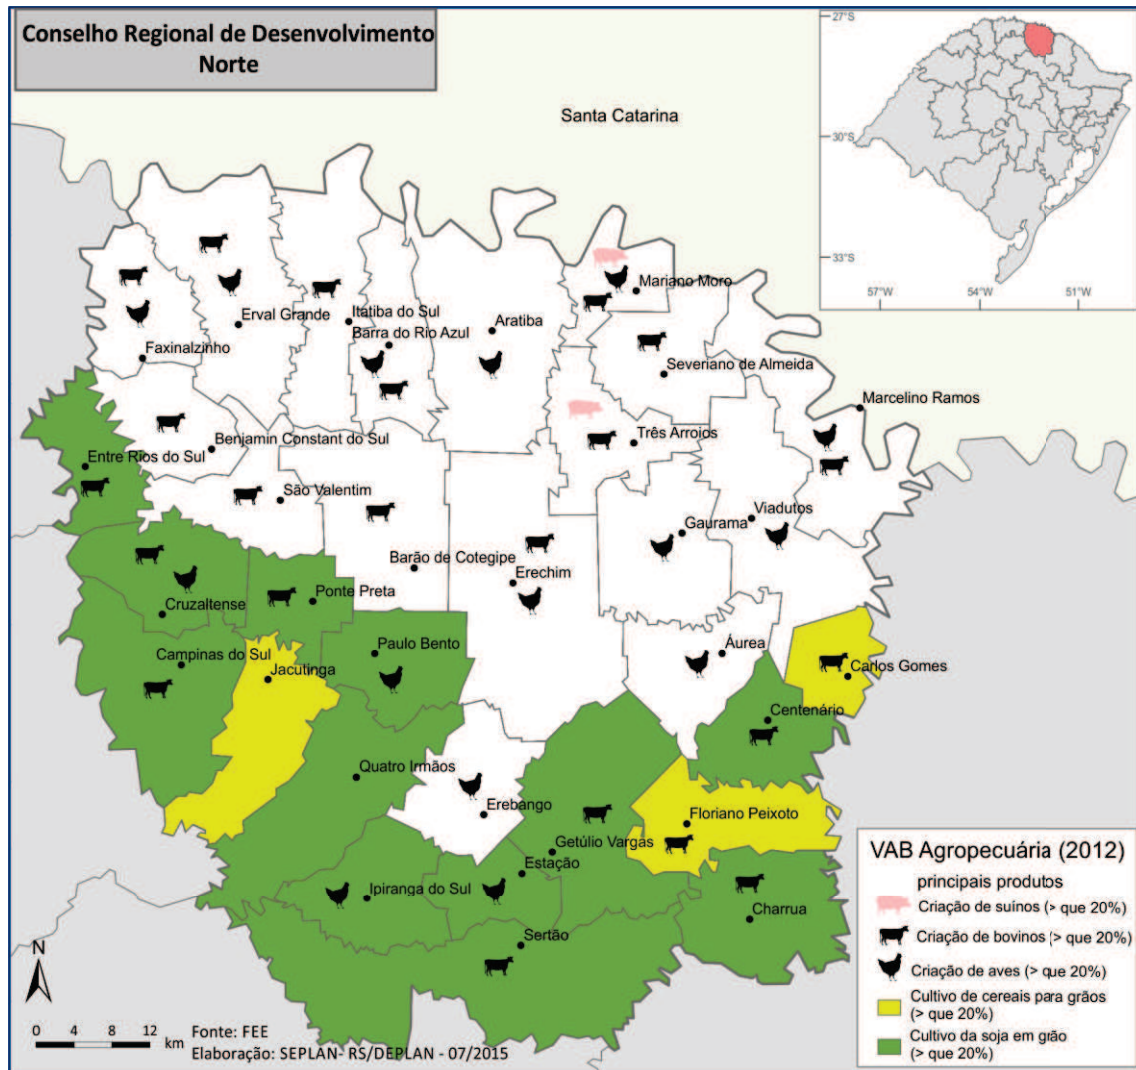 Conselho Regional de Desenvolvimento
Norte
Santa Catarina
27°S
30°S
33°S
57°W
54°W
51°W
Mariano Moro
Erval Grande
Itatiba do Sul
Barra do Rio Azul
Aratiba
Faxinalzinho
Severiano de Almeida
Marcelino Ramos
Três Arroios
Benjamin Constant do Sul
Entre Rios do Sul
São Valentim
Viadutos
Gaurama
Barão de Cotegipe
Erechim
Ponte Preta
Cruzaltense
Paulo Bento
Áurea
Campinas do Sul
Jacutinga
Carlos Gomes
Centenário
Quatro Irmãos
Erebango
Floriano Peixoto
Getúlio Vargas
Estação
Ipiranga do Sul
Charrua
Sertão
VAB Agropecuária (2012)
principais produtos
Criação de suínos (> que 20%)
Criação de bovinos (> que 20%)
Criação de aves (> que 20%)
Cultivo de cereais para grãos
(> que 20%)
Cultivo da soja em grão
(> que 20%)
N
0 4 8 12
km
Fonte: FEE
Elaboração: SEPLAN- RS/DEPLAN - 07/2015